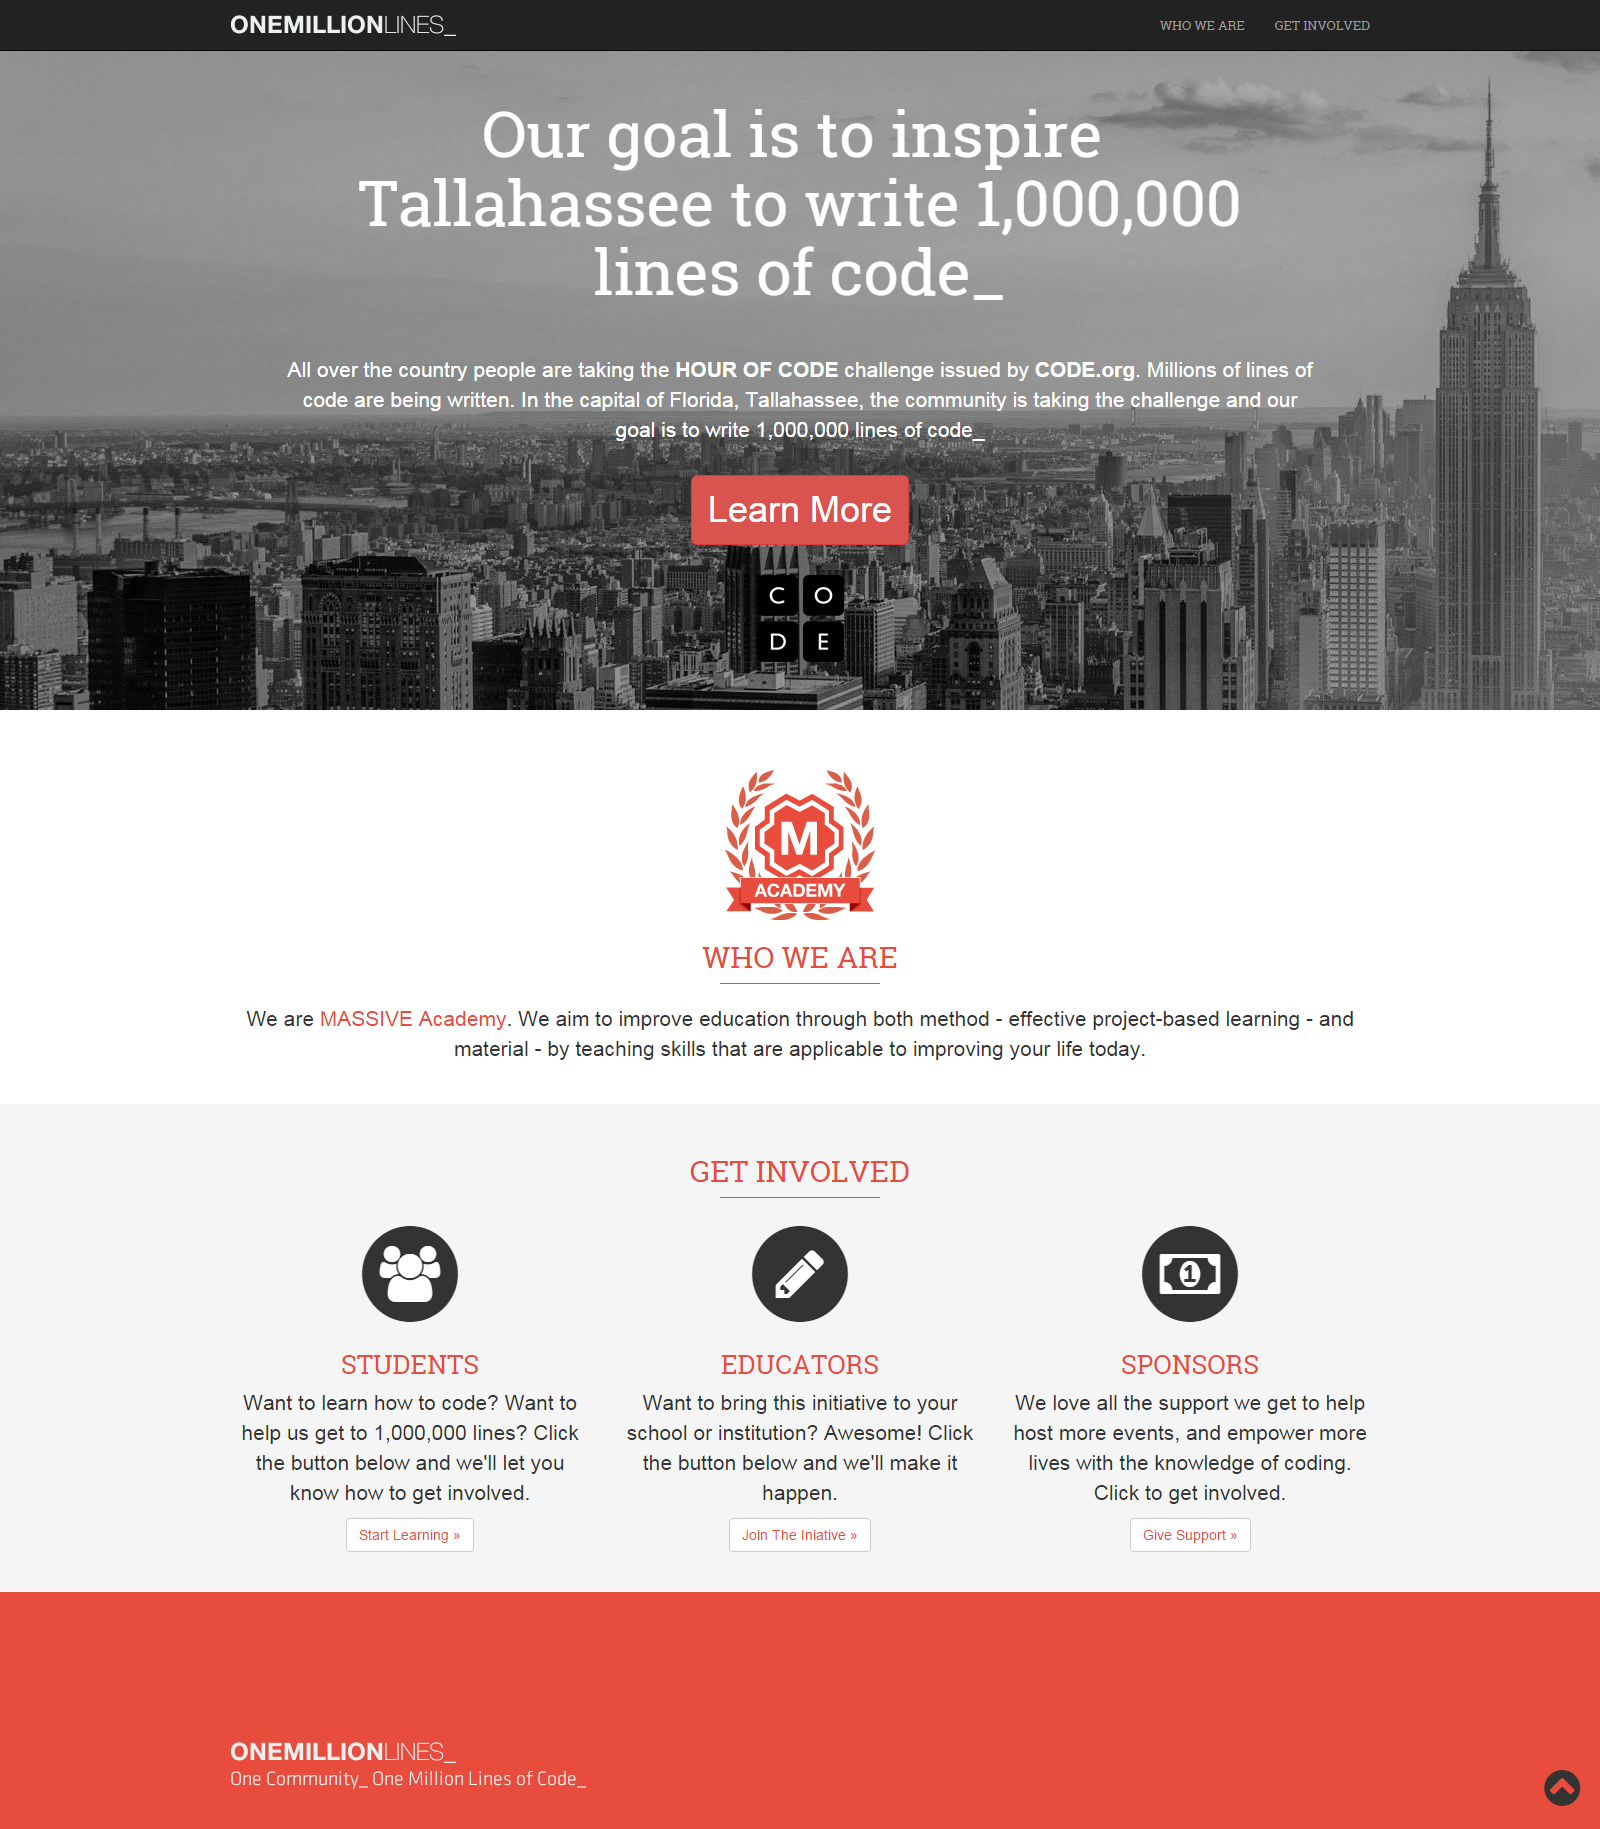 ONEMILLIONLINES_
WHO WE ARE
GET INVOLVED
Our goal is to inspire
Tallahassee to write 1,000,000
lines of code_
All over the country people are taking the HOUR OF CODE challenge issued by CODE.org. Millions of lines of
code are being written. In the capital of Florida, Tallahassee, the community is taking the challenge and our
goal is to write 1,000,000 lines of code_
Learn More
C O
D E
M
ACADEMY
WHO WE ARE
We are MASSIVE Academy. We aim to improve education through both method - effective project-based learning - and
material - by teaching skills that are applicable to improving your life today.
GET INVOLVED
STUDENTS
Want to learn how to code? Want to
help us get to 1,000,000 lines? Click
the button below and we'll let you
know how to get involved.
Start Learning »
EDUCATORS
Want to bring this initiative to your
school or institution? Awesome! Click
the button below and we'll make it
happen.
Join The Iniative »
1
SPONSORS
We love all the support we get to help
host more events, and empower more
lives with the knowledge of coding.
Click to get involved.
Give Support »
ONEMILLIONLINES_
One Community_ One Million Lines of Code_